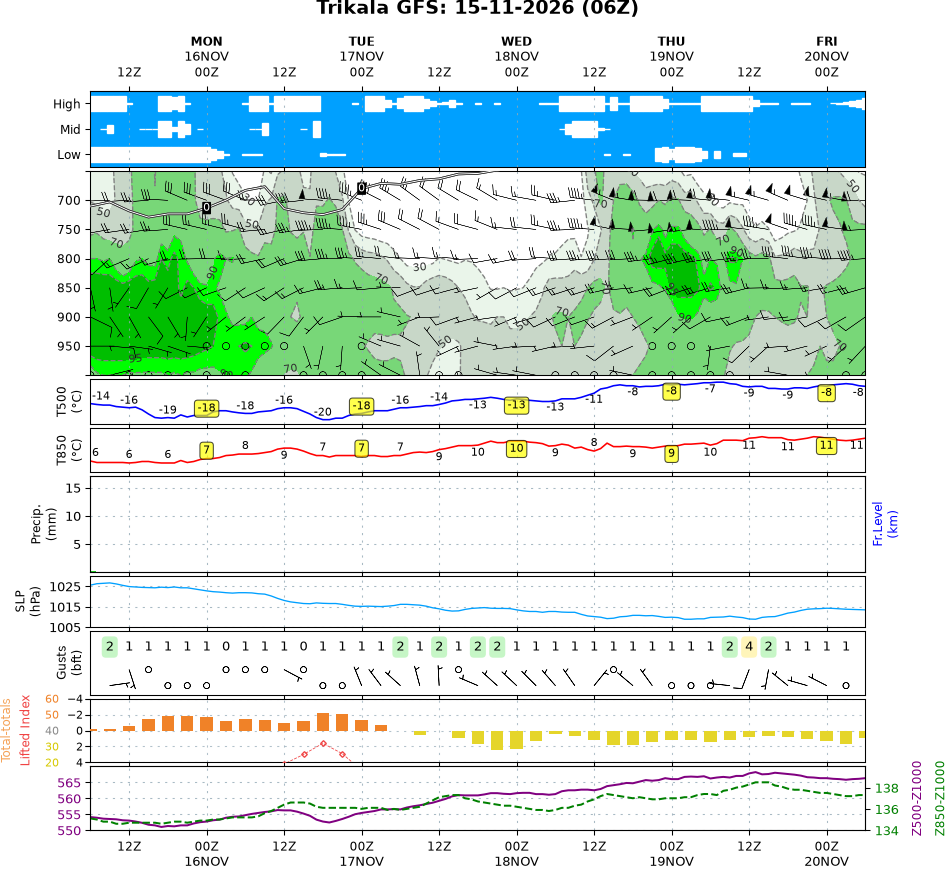 Trikala GFS: 15-11-2026 (06Z)
MON TUE WED THU FRI
16NOV 17NOV 18NOV 19NOV 20NOV
12Z 00Z 12Z 00Z 12Z 00Z 12Z 00Z 12Z 00Z
High
Mid
Low
700
750
800
850
900
950
50 70 90 95 30 50 70 0 0 70 30 50 50 70 70 90 90 50
T500 (°C)
-14 -16 -19 -18 -18 -16 -20 -18 -16 -14 -13 -13 -13 -11 -8 -8 -7 -9 -9 -8 -8
T850 (°C)
6 6 6 7 8 9 7 7 7 9 10 10 9 8 9 9 10 11 11 11 11
Precip. (mm)
15
10
5
Fr.Level (km)
SLP (hPa)
1025
1015
1005
Gusts (bft)
2 1 1 1 1 1 0 1 1 1 0 1 1 1 1 2 1 2 1 2 2 1 1 1 1 1 1 1 1 1 1 1 2 4 2 1 1 1 1
Total-totals
Lifted Index
60 -4
50 -2
40 0
30 2
20 4
565
560
555
550
138
136
134
Z500-Z1000
Z850-Z1000
12Z 00Z 12Z 00Z 12Z 00Z 12Z 00Z 12Z 00Z
16NOV 17NOV 18NOV 19NOV 20NOV